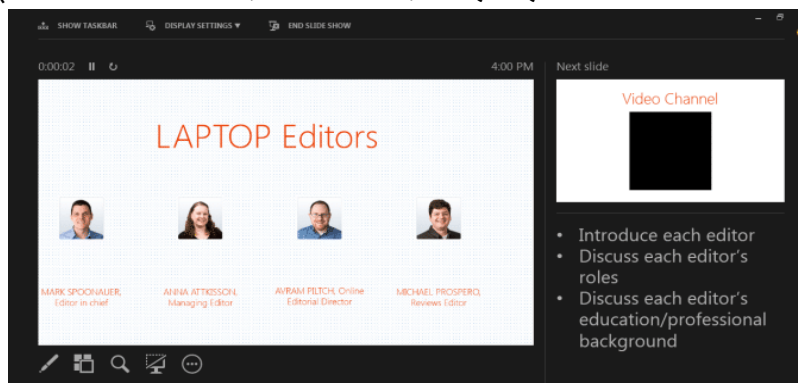 SHOW TASKBAR
DISPLAY SETTINGS ▼
END SLIDE SHOW
0:00:02
4:00 PM
Next slide
LAPTOP Editors
MARK SPOONAUER,
Editor in chief
ANNA ATTKISSON,
Managing Editor
AVRAM PILTCH, Online
Editorial Director
MICHAEL PROSPERO,
Reviews Editor
Video Channel
• Introduce each editor
• Discuss each editor's
roles
• Discuss each editor's
education/professional
background